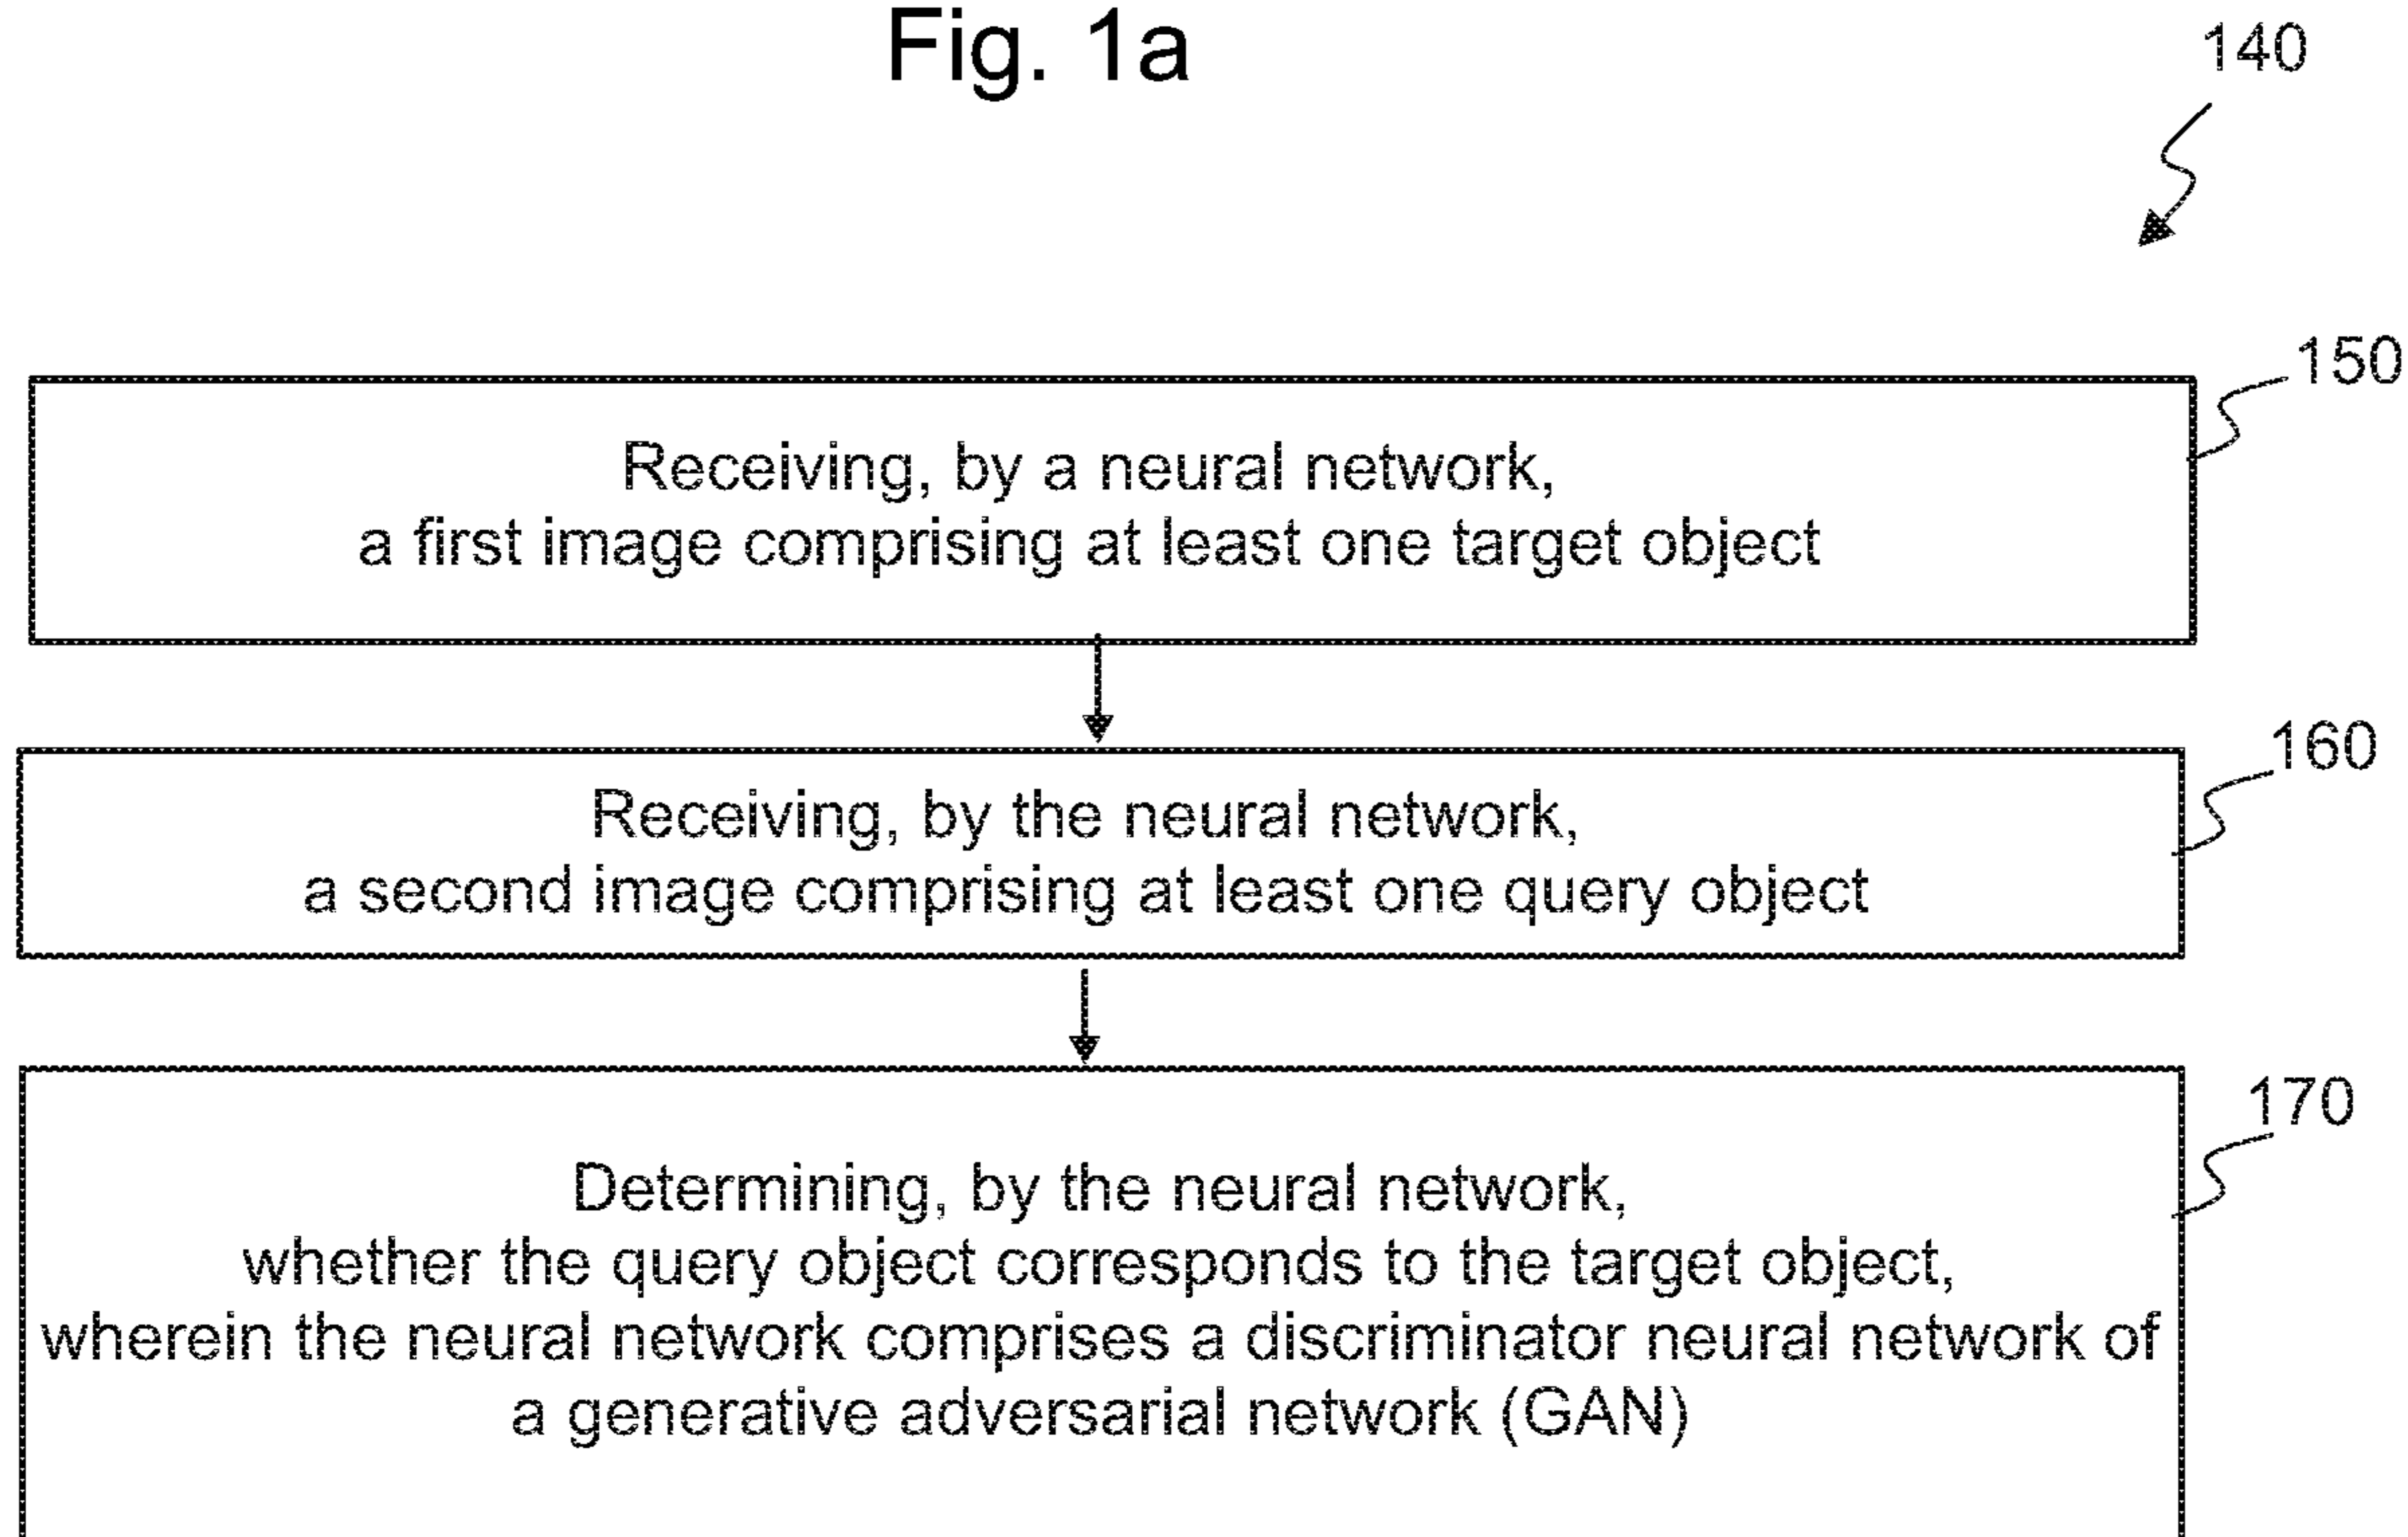 Fig. 1a
140
150
Receiving, by a neural network,
a first image comprising at least one target object
160
Receiving, by the neural network,
a second image comprising at least one query object
170
Determining, by the neural network,
whether the query object corresponds to the target object,
wherein the neural network comprises a discriminator neural network of
a generative adversarial network (GAN)